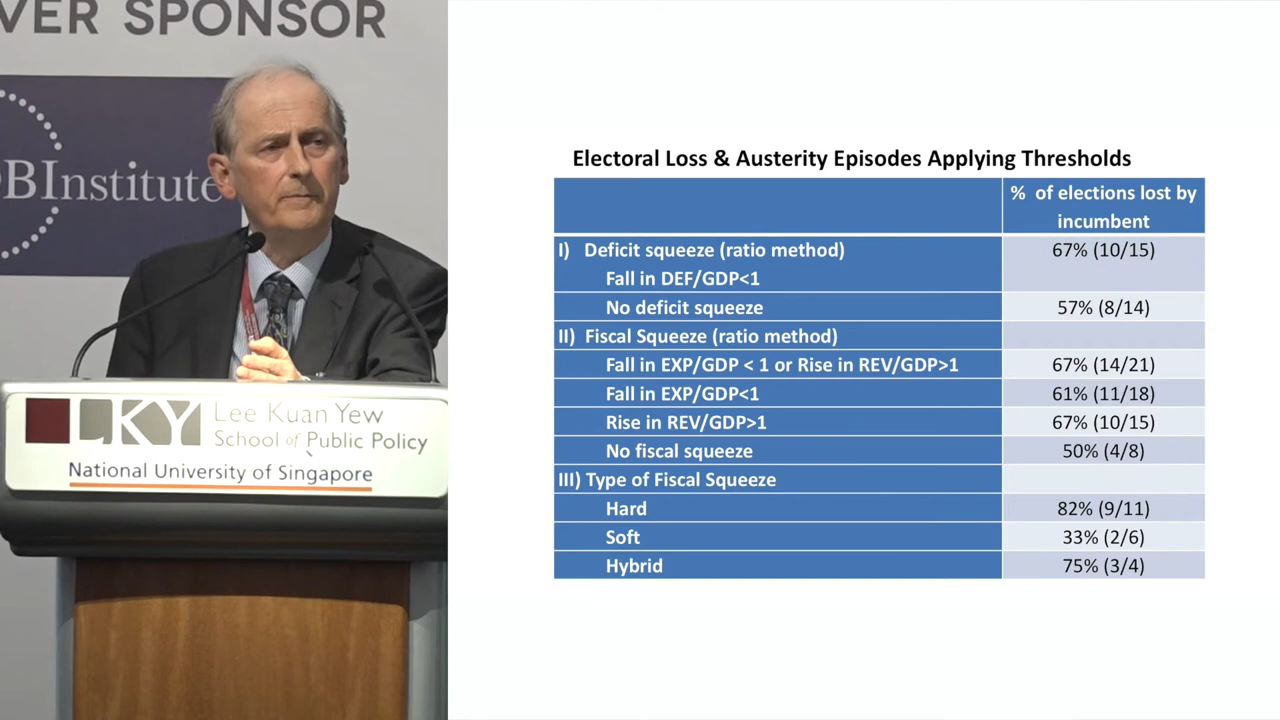 VER SPONSOR
BInstitute
LKY Lee Kuan Yew
School of Public Policy
National University of Singapore
Electoral Loss & Austerity Episodes Applying Thresholds
% of elections lost by
incumbent
I) Deficit squeeze (ratio method) 67% (10/15)
Fall in DEF/GDP<1
No deficit squeeze 57% (8/14)
II) Fiscal Squeeze (ratio method)
Fall in EXP/GDP < 1 or Rise in REV/GDP>1 67% (14/21)
Fall in EXP/GDP<1 61% (11/18)
Rise in REV/GDP>1 67% (10/15)
No fiscal squeeze 50% (4/8)
III) Type of Fiscal Squeeze
Hard 82% (9/11)
Soft 33% (2/6)
Hybrid 75% (3/4)